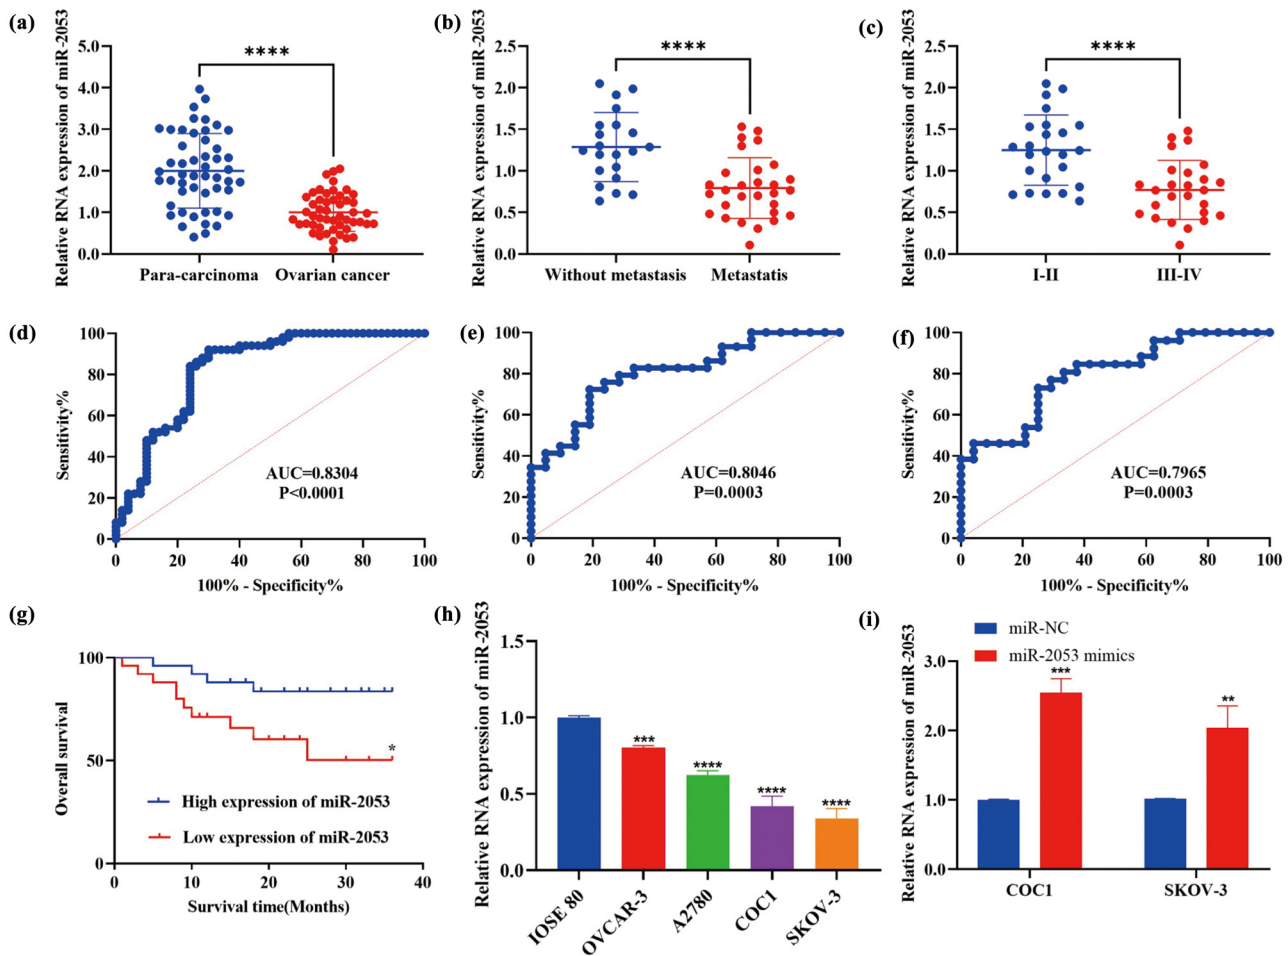 (a)
Relative RNA expression of miR-2053
5.0
4.0
3.0
2.0
1.0
0.0
****
Para-carcinoma
Ovarian cancer
(b)
Relative RNA expression of miR-2053
2.5
2.0
1.5
1.0
0.5
0.0
****
Without metastasis
Metastatis
(c)
Relative RNA expression of miR-2053
2.5
2.0
1.5
1.0
0.5
0.0
****
I-II
III-IV
(d)
Sensitivity%
100
80
60
40
20
0
AUC=0.8304
P<0.0001
0
20
40
60
80
100
100% - Specificity%
(e)
Sensitivity%
100
80
60
40
20
0
AUC=0.8046
P=0.0003
0
20
40
60
80
100
100% - Specificity%
(f)
Sensitivity%
100
80
60
40
20
0
AUC=0.7965
P=0.0003
0
20
40
60
80
100
100% - Specificity%
(g)
Overall survival
100
50
0
*
High expression of miR-2053
Low expression of miR-2053
0
10
20
30
40
Survival time(Months)
(h)
Relative RNA expression of miR-2053
1.5
1.0
0.5
0.0
***
****
****
****
IOSE 80
OVCAR-3
A2780
COC1
SKOV-3
(i)
Relative RNA expression of miR-2053
miR-NC
miR-2053 mimics
3.0
2.0
1.0
0.0
***
**
COC1
SKOV-3